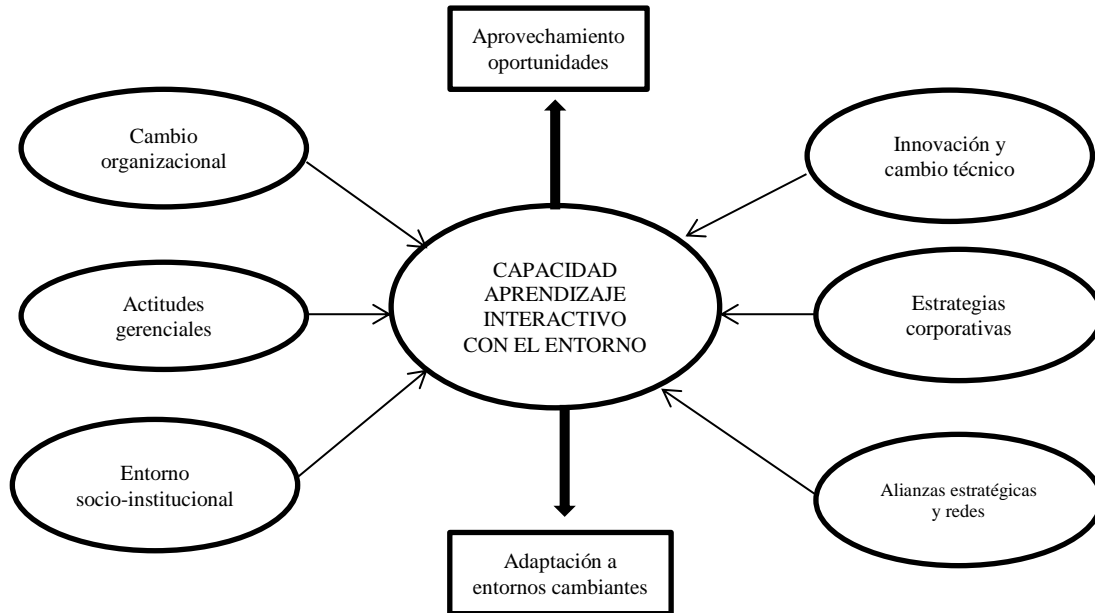 Aprovechamiento
oportunidades
Cambio
organizacional
Innovación y
cambio técnico
CAPACIDAD
APRENDIZAJE
INTERACTIVO
CON EL ENTORNO
Actitudes
gerenciales
Estrategias
corporativas
Entorno
socio-institucional
Alianzas estratégicas
y redes
Adaptación a
entornos cambiantes